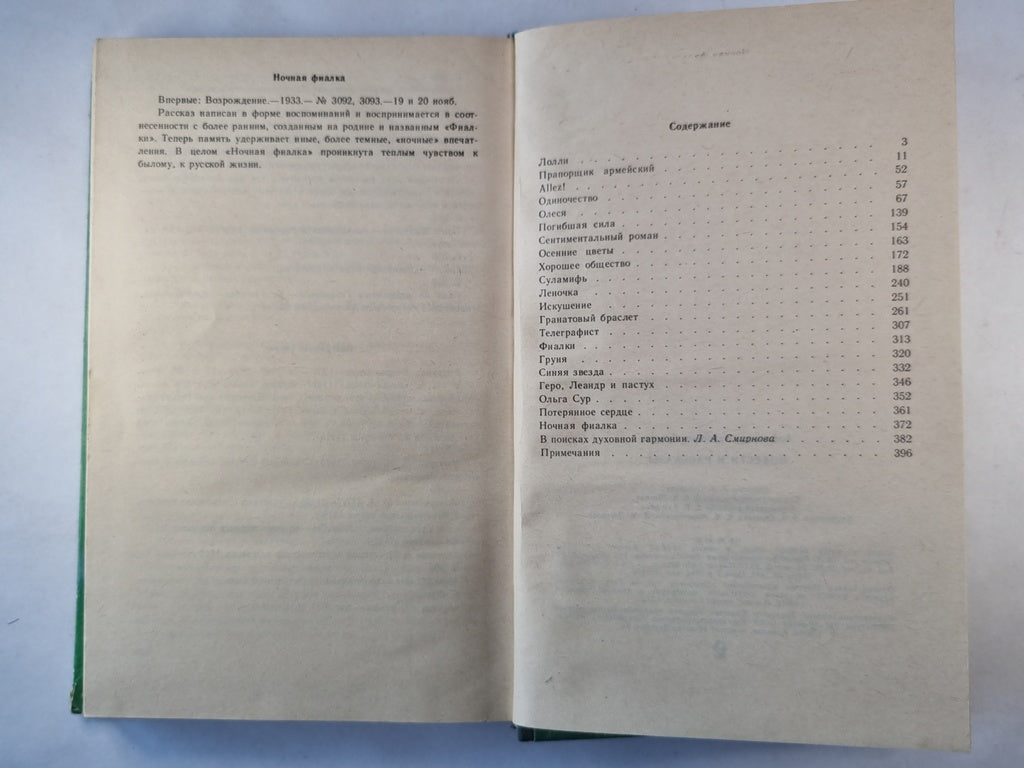 Ночная фиалка
Впервые: Возрождение.—1933.— № 3092, 3093.—19 и 20 нояб.
Рассказ написан в форме воспоминаний и воспринимается в соот-
несенности с более ранним, созданным на родине и названным «Фиал-
ки». Теперь память удерживает иные, более темные, «ночные» впечат-
ления. В целом «Ночная фиалка» проникнута теплым чувством к
былому, к русской жизни.
Содержание
Лолли . . . . . . . . . . 3
Прапорщик армейский . . . . . . . . . . 11
Allez! . . . . . . . . . . 52
Одиночество . . . . . . . . . . 57
Олеся . . . . . . . . . . 67
Погибшая сила . . . . . . . . . . 139
Сентиментальный роман . . . . . . . . . . 154
Осенние цветы . . . . . . . . . . 163
Хорошее общество . . . . . . . . . . 172
Суламифь . . . . . . . . . . 188
Леночка . . . . . . . . . . 240
Искушение . . . . . . . . . . 251
Гранатовый браслет . . . . . . . . . . 261
Телеграфист . . . . . . . . . . 307
Фиалки . . . . . . . . . . 313
Груня . . . . . . . . . . 320
Синяя звезда . . . . . . . . . . 332
Геро, Леандр и пастух . . . . . . . . . . 346
Ольга Сур . . . . . . . . . . 352
Потерянное сердце . . . . . . . . . . 361
Ночная фиалка . . . . . . . . . . 372
В поисках духовной гармонии. Л. А. Смирнова . . . . 382
Примечания . . . . . . . . . . 396